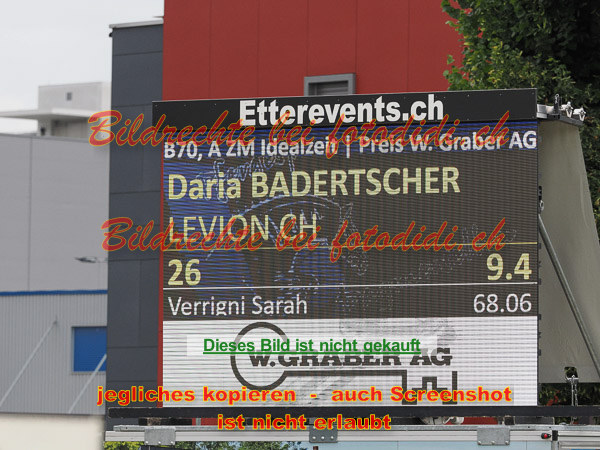 Etterevents.ch
Bildrechte bei fotodidi.ch
B70, A ZM Idealzeit | Preis W. Graber AG
Daria BADERTSCHER
LEVION CH
Bildrechte bei fotodidi.ch
26 9.4
Verrigni Sarah 68.06
Dieses Bild ist nicht gekauft
W. GRABER AG
jegliches kopieren - auch Screenshot
ist nicht erlaubt